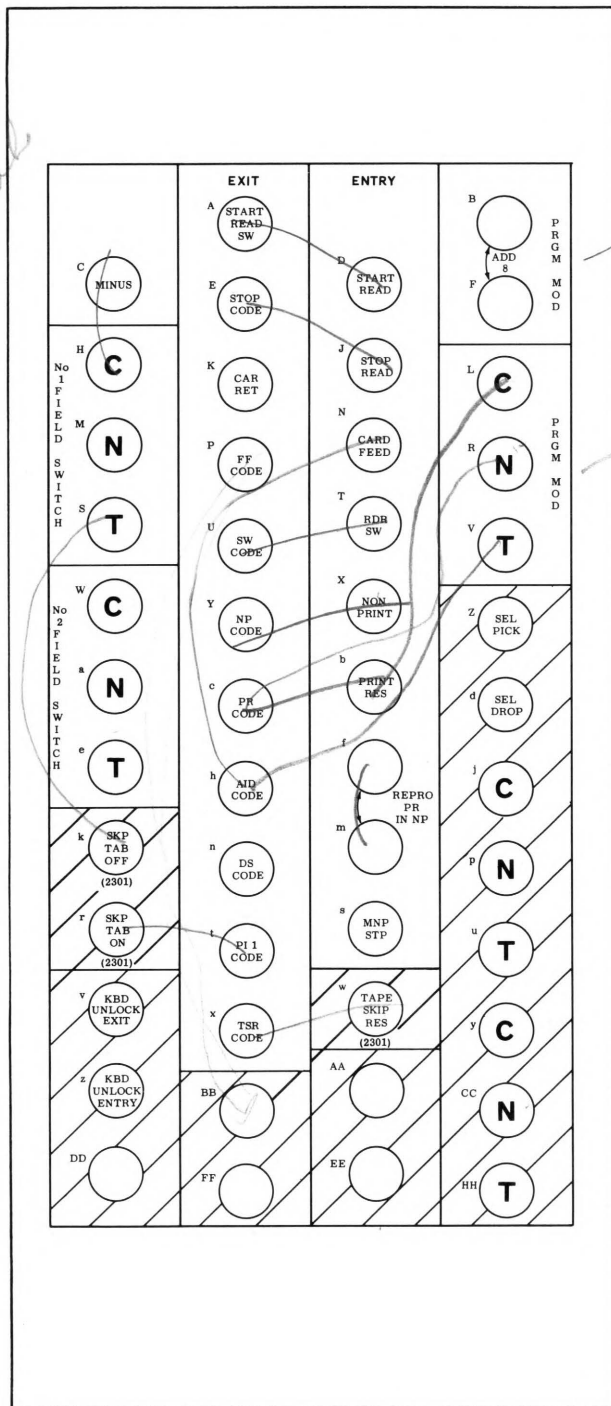 EXIT
ENTRY
A
START
READ
SW
B
C
MINUS
D
START
READ
ADD
8
PRGM MOD
E
STOP
CODE
F
H
C
No 1 FIELD SWITCH
J
STOP
READ
K
CAR
RET
L
C
M
N
N
CARD
FEED
P
FF
CODE
R
N
PRGM MOD
S
T
T
RDR
SW
U
SW
CODE
V
T
W
C
No 2 FIELD SWITCH
X
NON
PRINT
Y
NP
CODE
Z
SEL
PICK
a
N
b
PRINT
RES
c
PR
CODE
d
SEL
DROP
e
T
f
h
AID
CODE
REPRO
PR
IN NP
j
C
k
SKP
TAB
OFF
(2301)
m
n
DS
CODE
p
N
r
SKP
TAB
ON
(2301)
s
MNP
STP
t
PI 1
CODE
u
T
v
KBD
UNLOCK
EXIT
w
TAPE
SKIP
RES
(2301)
x
TSR
CODE
y
C
z
KBD
UNLOCK
ENTRY
AA
BB
CC
N
DD
EE
FF
HH
T